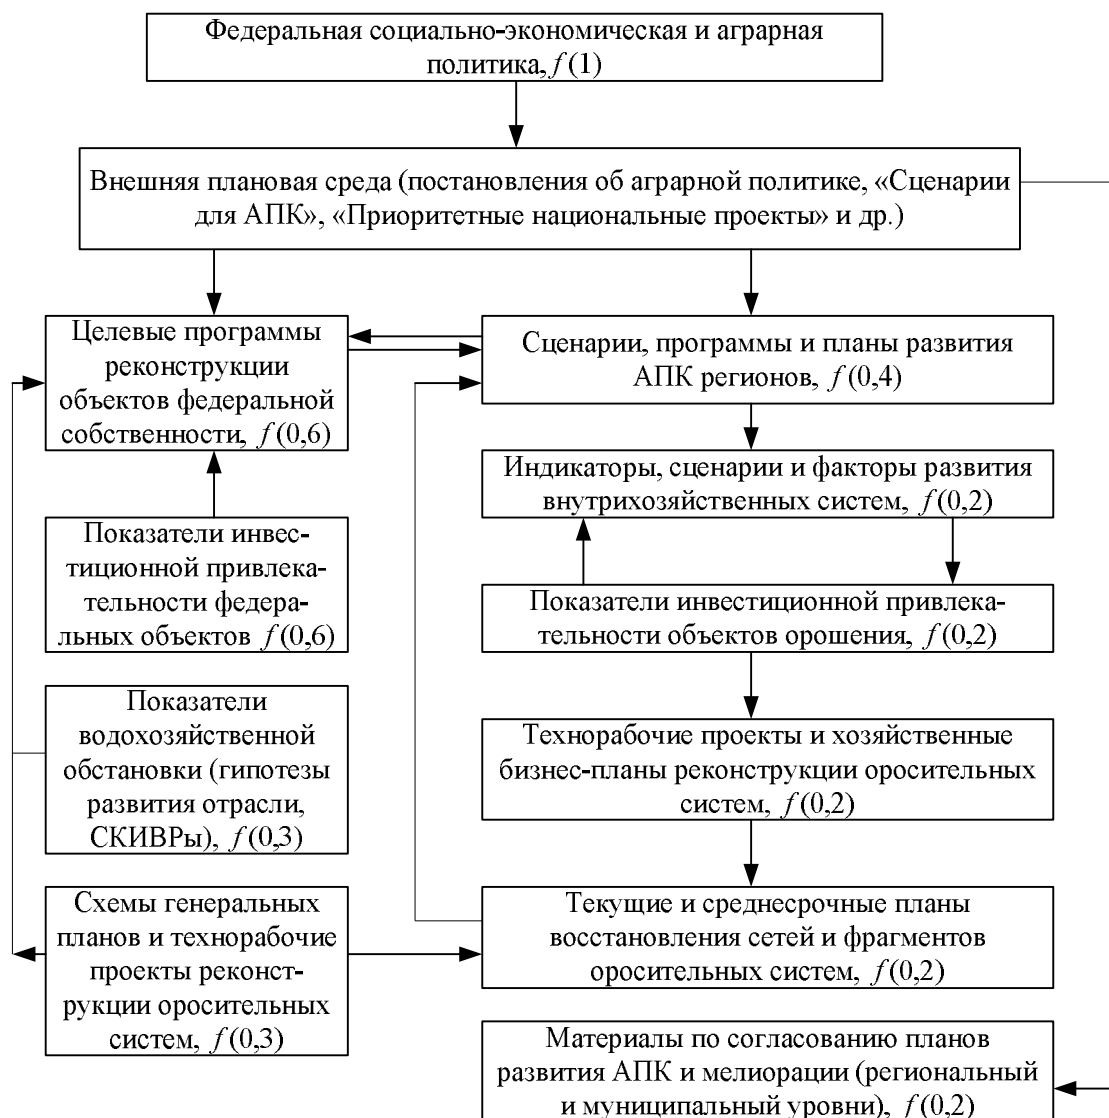 Федеральная социально-экономическая и аграрная
политика, f(1)
Внешняя плановая среда (постановления об аграрной политике, «Сценарии
для АПК», «Приоритетные национальные проекты» и др.)
Целевые программы
реконструкции
объектов федеральной
собственности, f(0,6)
Сценарии, программы и планы развития
АПК регионов, f(0,4)
Индикаторы, сценарии и факторы развития
внутрихозяйственных систем, f(0,2)
Показатели инвес-
тиционной привлека-
тельности федера-
льных объектов f(0,6)
Показатели инвестиционной привлека-
тельности объектов орошения, f(0,2)
Показатели
водохозяйственной
обстановки (гипотезы
развития отрасли,
СКИВРы), f(0,3)
Технорабочие проекты и хозяйственные
бизнес-планы реконструкции оросительных
систем, f(0,2)
Схемы генеральных
планов и технорабочие
проекты реконст-
рукции оросительных
систем, f(0,3)
Текущие и среднесрочные планы
восстановления сетей и фрагментов
оросительных систем, f(0,2)
Материалы по согласованию планов
развития АПК и мелиорации (региональный
и муниципальный уровни), f(0,2)